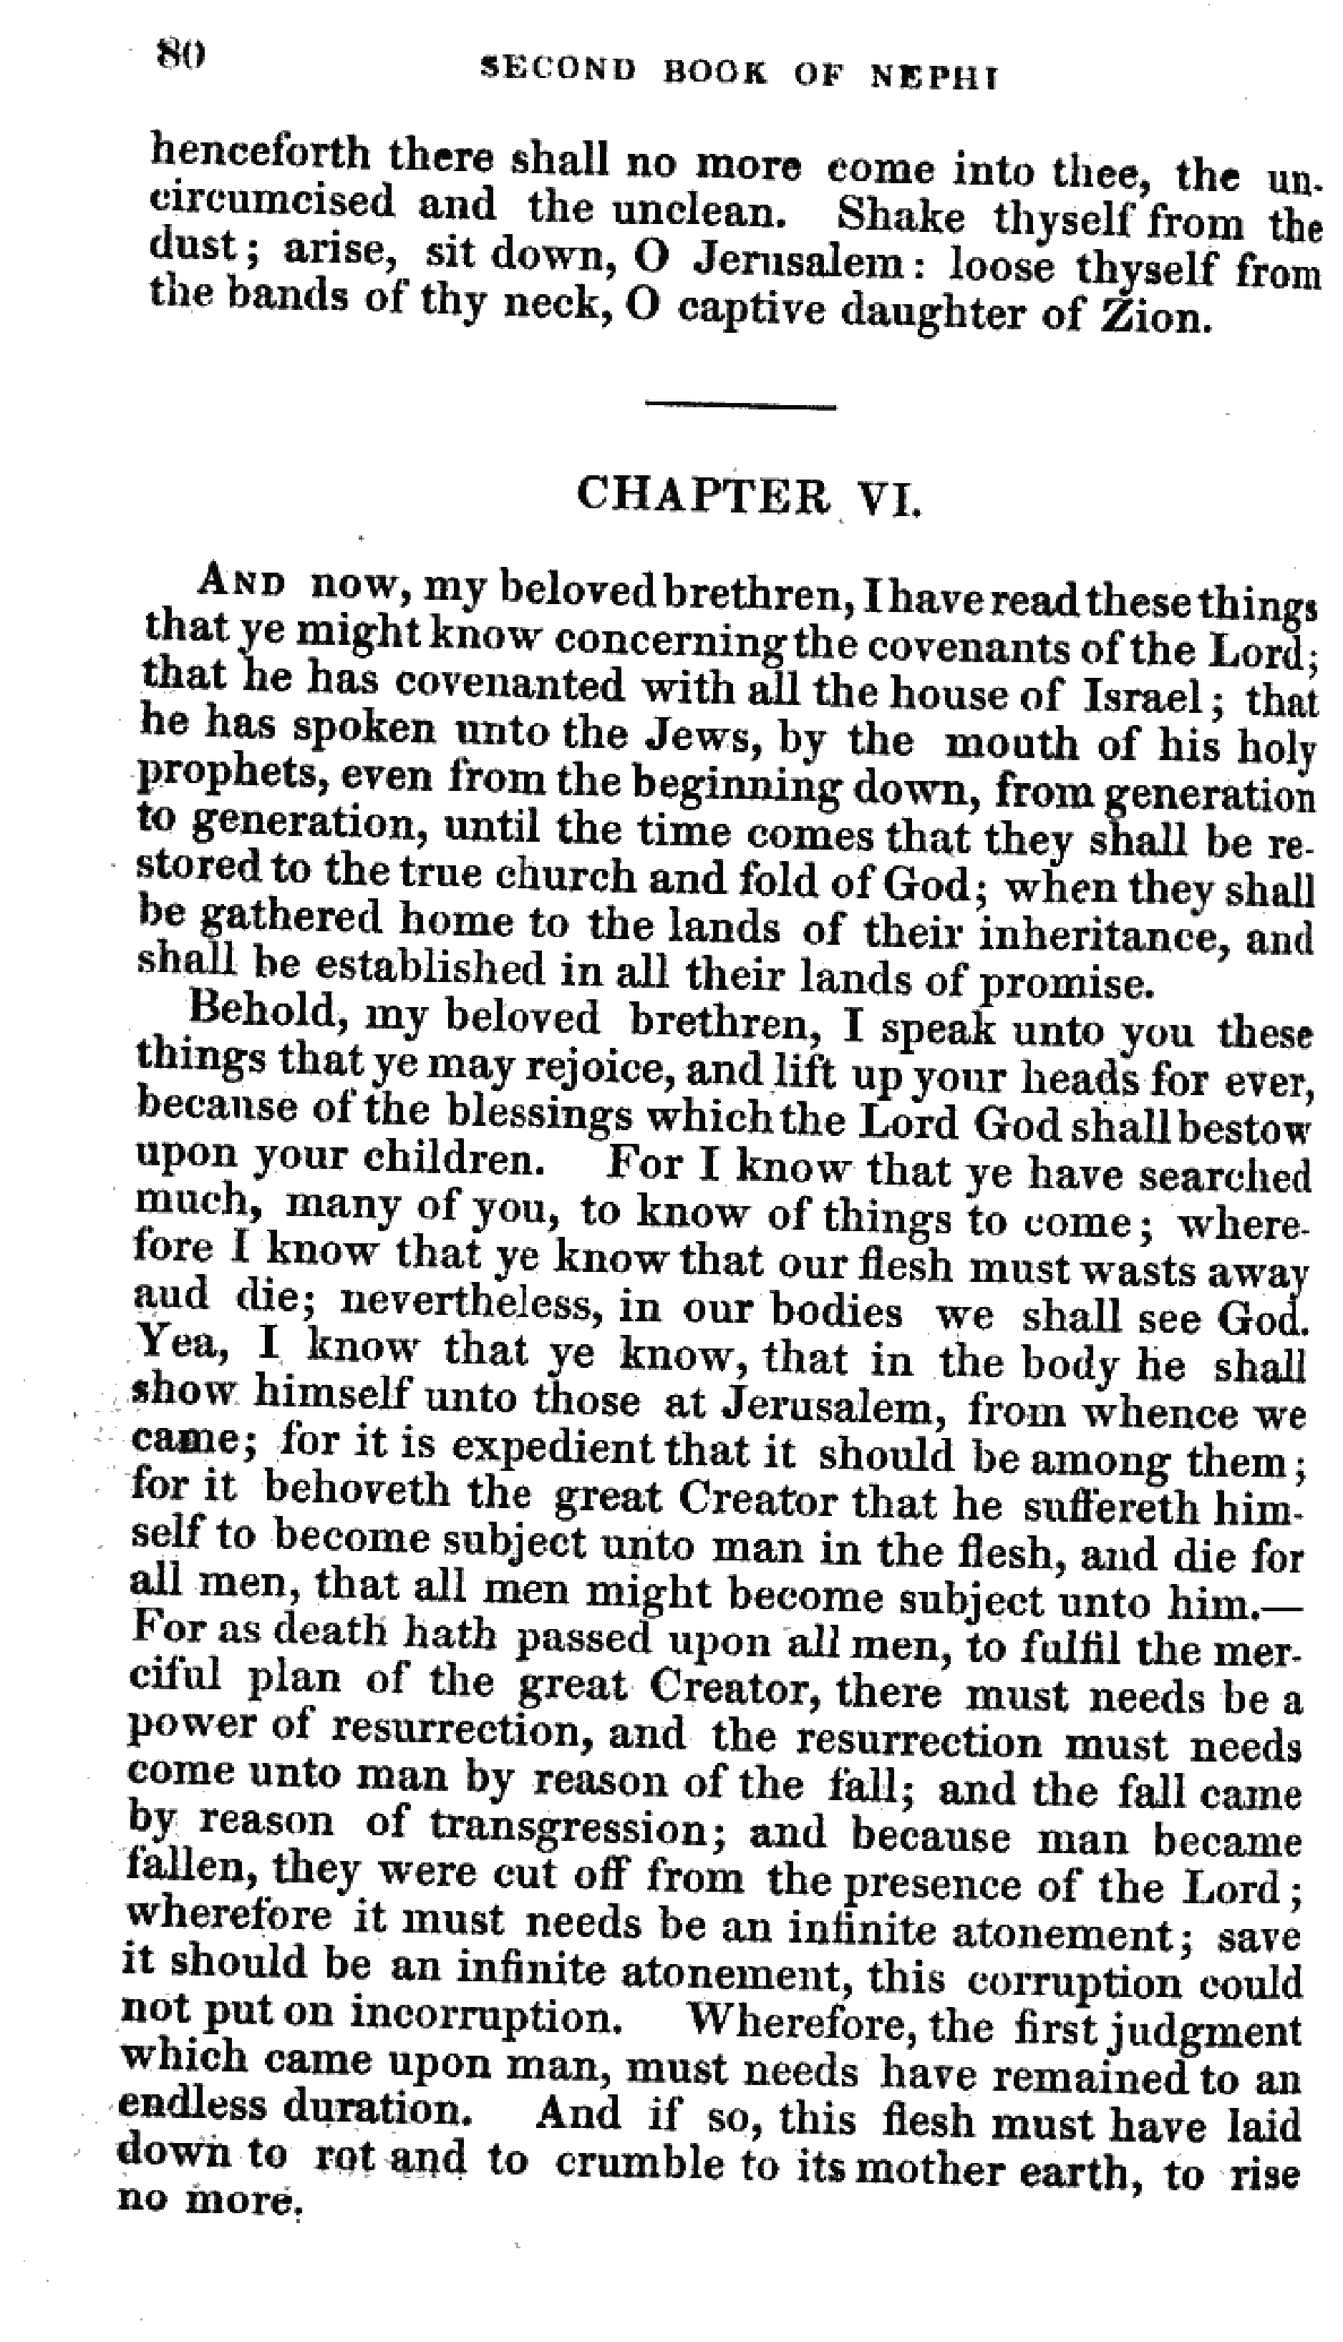 80
SECOND BOOK OF NEPHI
henceforth there shall no more come into thee, the un-
circumcised and the unclean. Shake thyself from the
dust; arise, sit down, O Jerusalem: loose thyself from
the bands of thy neck, O captive daughter of Zion.
CHAPTER VI.
AND now, my beloved brethren, I have read these things
that ye might know concerning the covenants of the Lord;
that he has covenanted with all the house of Israel; that
he has spoken unto the Jews, by the mouth of his holy
prophets, even from the beginning down, from generation
to generation, until the time comes that they shall be re-
stored to the true church and fold of God; when they shall
be gathered home to the lands of their inheritance, and
shall be established in all their lands of promise.
Behold, my beloved brethren, I speak unto you these
things that ye may rejoice, and lift up your heads for ever,
because of the blessings which the Lord God shall bestow
upon your children. For I know that ye have searched
much, many of you, to know of things to come; where-
fore I know that ye know that our flesh must wasts away
aud die; nevertheless, in our bodies we shall see God.
Yea, I know that ye know, that in the body he shall
show himself unto those at Jerusalem, from whence we
came; for it is expedient that it should be among them;
for it behoveth the great Creator that he suffereth him-
self to become subject unto man in the flesh, and die for
all men, that all men might become subject unto him.—
For as death hath passed upon all men, to fulfil the mer-
ciful plan of the great Creator, there must needs be a
power of resurrection, and the resurrection must needs
come unto man by reason of the fall; and the fall came
by reason of transgression; and because man became
fallen, they were cut off from the presence of the Lord;
wherefore it must needs be an infinite atonement; save
it should be an infinite atonement, this corruption could
not put on incorruption. Wherefore, the first judgment
which came upon man, must needs have remained to an
endless duration. And if so, this flesh must have laid
down to rot and to crumble to its mother earth, to rise
no more.